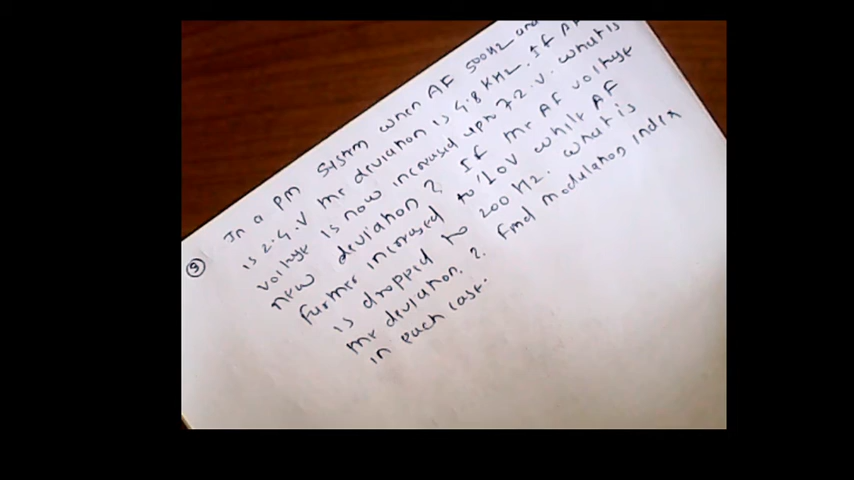 9 In a pm system when AF 500Hz and
is 2.4.V the deviation is 4.8 KHz. If AF
voltage is now increased upto 7.2.V. what is
new deviation? If the AF voltage
further increased to 10V while AF
is dropped to 200 Hz. what is
the deviation.? Find modulation index
in each case.